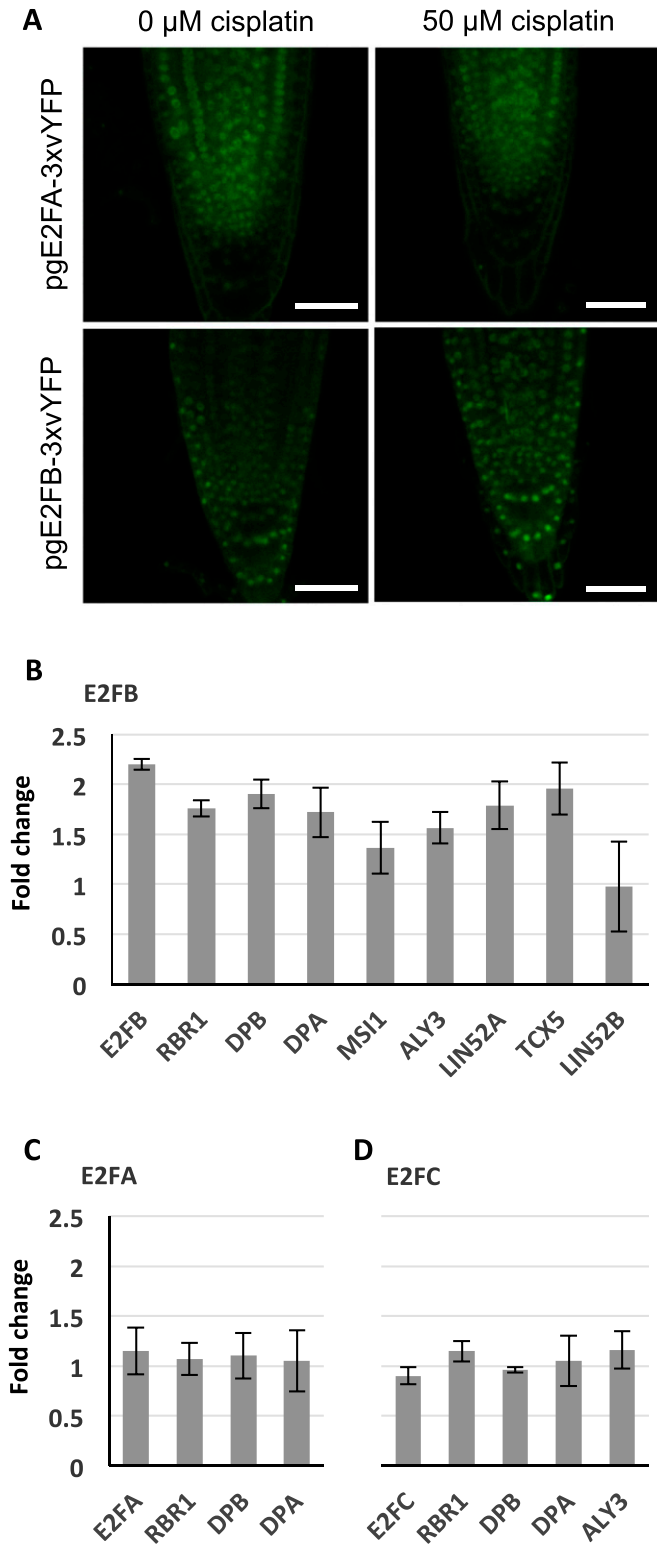 A
0 µM cisplatin
50 µM cisplatin
pgE2FA-3xvYFP
pgE2FB-3xvYFP
B
E2FB
Fold change
2.5
2
1.5
1
0.5
0
E2FB
RBR1
DPB
DPA
MSI1
ALY3
LIN52A
TCX5
LIN52B
C
E2FA
Fold change
2.5
2
1.5
1
0.5
0
E2FA
RBR1
DPB
DPA
D
E2FC
E2FC
RBR1
DPB
DPA
ALY3